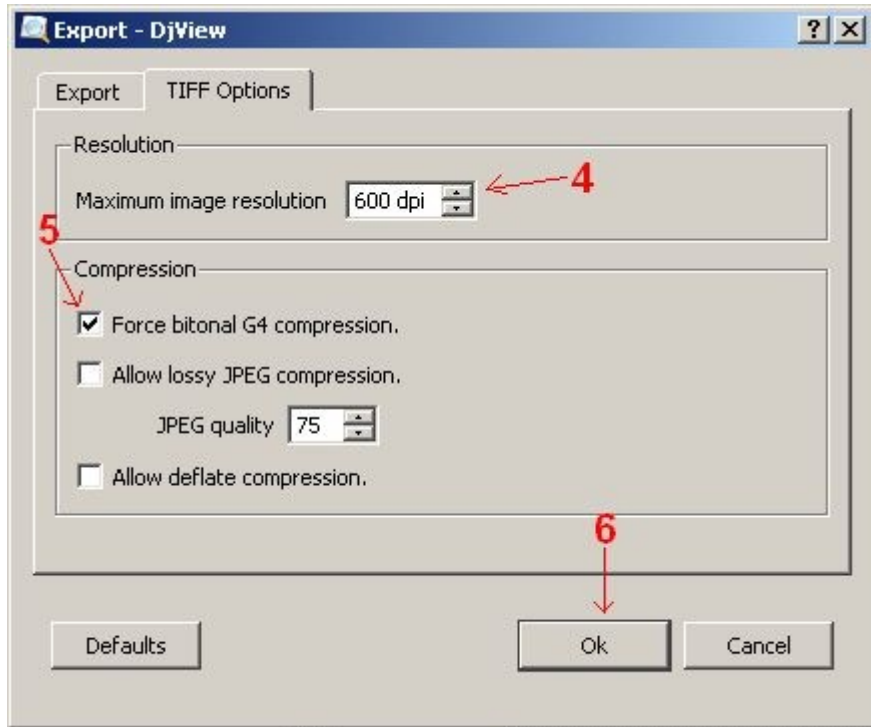 Export - DjView
Export TIFF Options
Resolution
Maximum image resolution 600 dpi 4
5
Compression
Force bitonal G4 compression.
Allow lossy JPEG compression.
JPEG quality 75
Allow deflate compression.
6
Defaults Ok Cancel